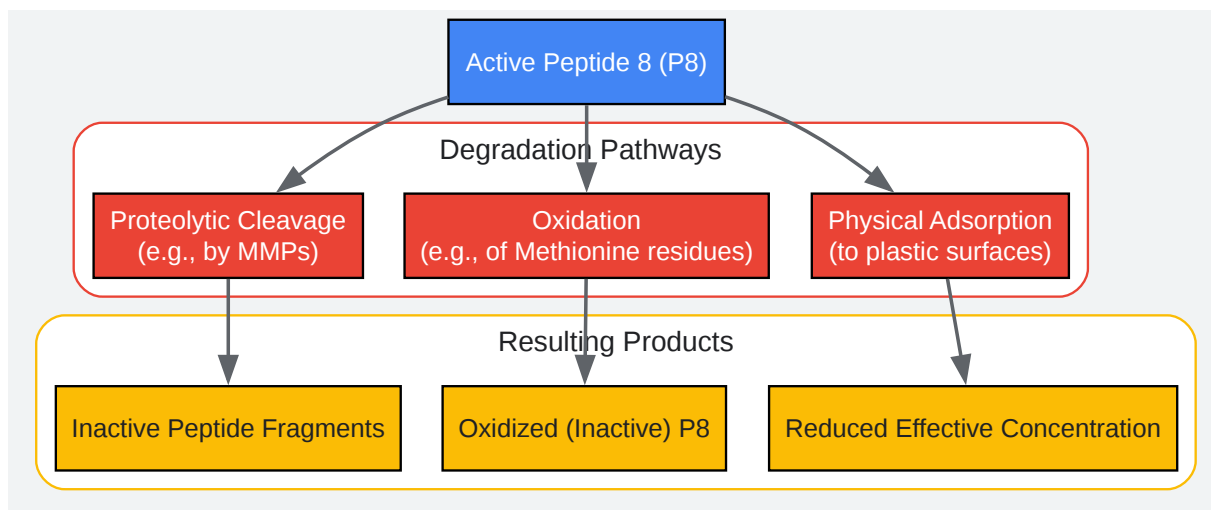 Active Peptide 8 (P8)
Degradation Pathways
Proteolytic Cleavage
(e.g., by MMPs)
Oxidation
(e.g., of Methionine residues)
Physical Adsorption
(to plastic surfaces)
Resulting Products
Inactive Peptide Fragments
Oxidized (Inactive) P8
Reduced Effective Concentration